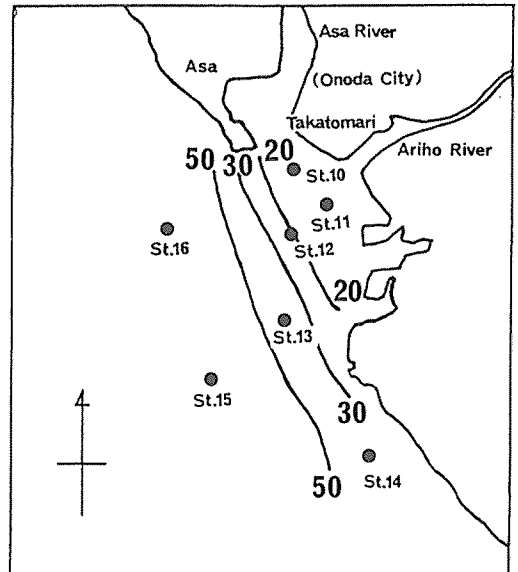 Asa River
Asa
(Onoda City)
Takatomari
Ariho River
50 30 20
St.10
St.11
St.16
St.12
20
St.13
St.15
30
St.14
50